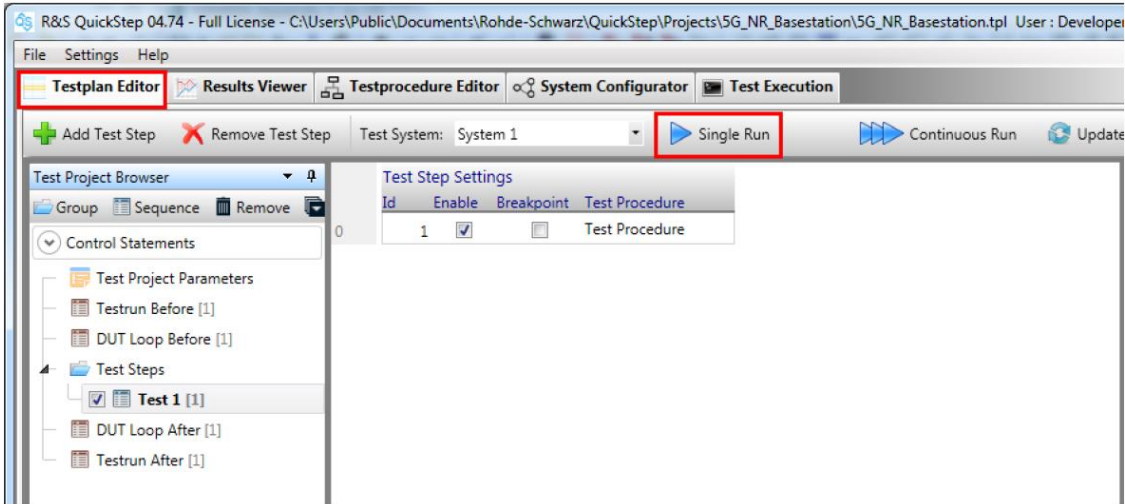 R&S QuickStep 04.74 - Full License - C:\Users\Public\Documents\Rohde-Schwarz\QuickStep\Projects\5G_NR_Basestation\5G_NR_Basestation.tpl User : Developer
File Settings Help
Testplan Editor Results Viewer Testprocedure Editor System Configurator Test Execution
Add Test Step Remove Test Step Test System: System 1 Single Run Continuous Run Update
Test Project Browser
Group Sequence Remove
Control Statements
Test Project Parameters
Testrun Before [1]
DUT Loop Before [1]
Test Steps
Test 1 [1]
DUT Loop After [1]
Testrun After [1]
Test Step Settings
Id Enable Breakpoint Test Procedure
0 1 Test Procedure